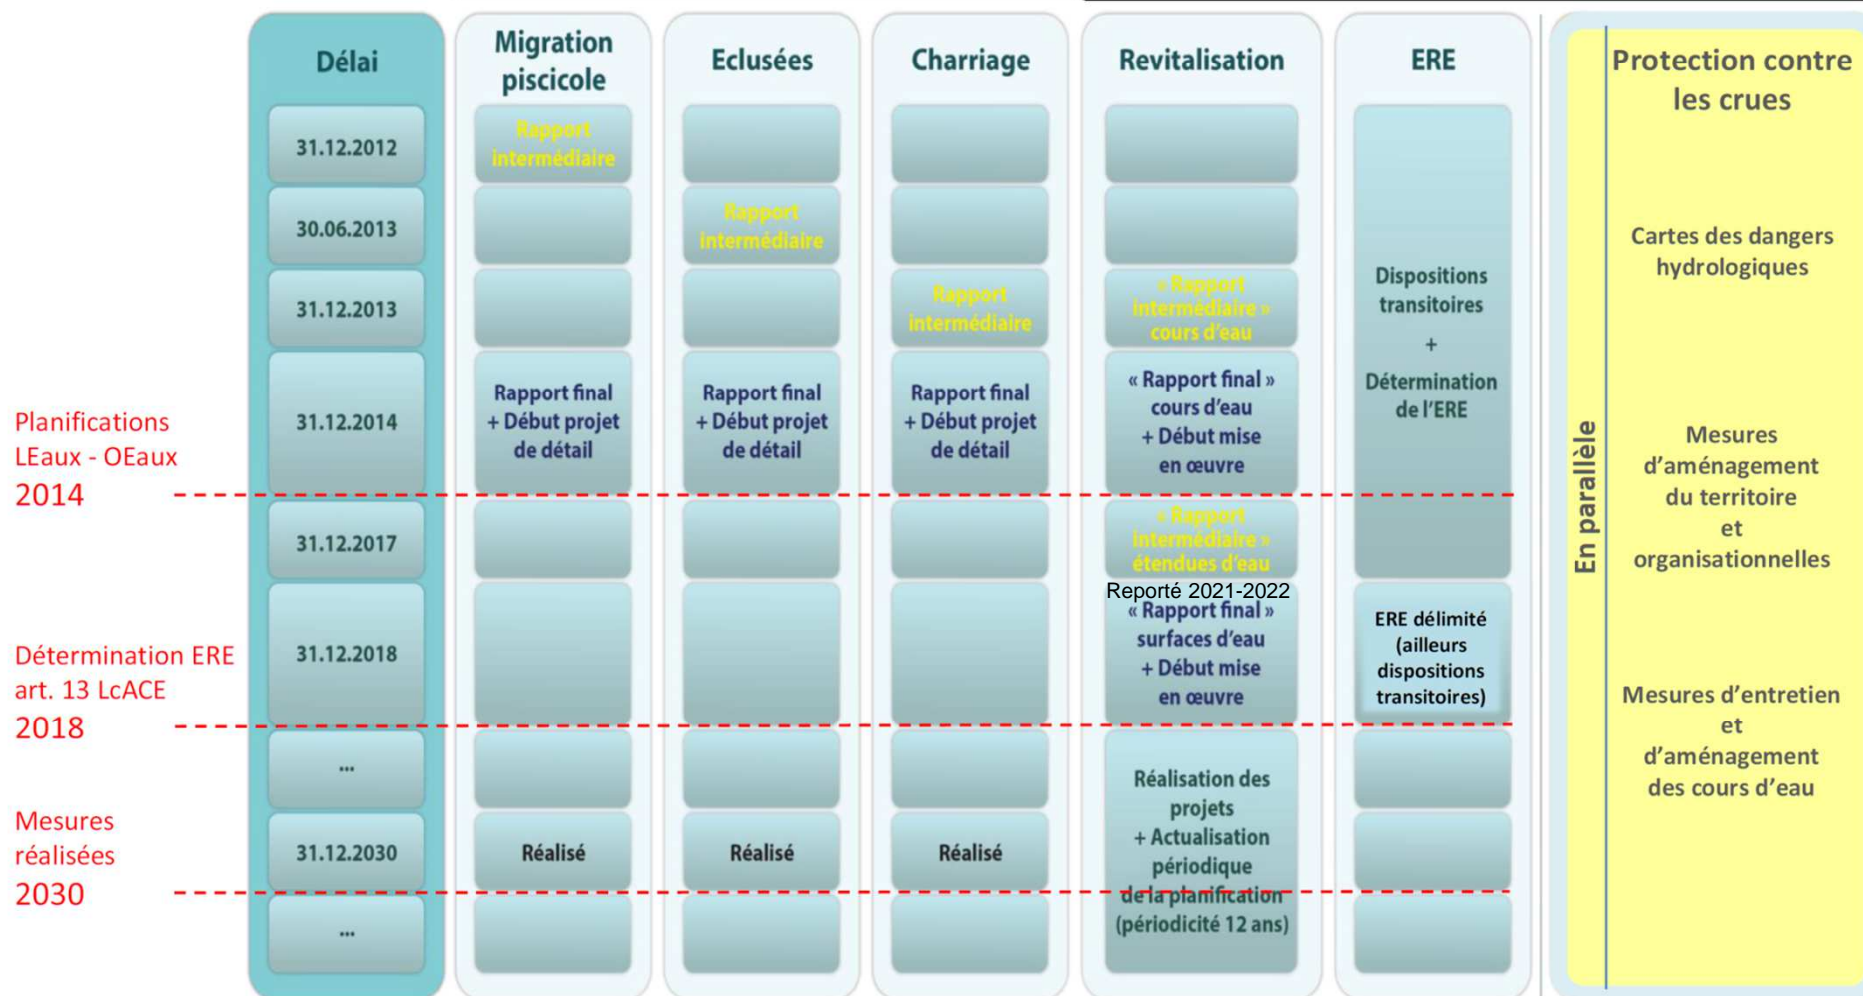 Délai
Migration
piscicole
Eclusées
Charriage
Revitalisation
ERE
Protection contre
les crues
31.12.2012
Rapport
intermédiaire
30.06.2013
Rapport
intermédiaire
31.12.2013
Rapport
intermédiaire
« Rapport
intermédiaire »
cours d'eau
Dispositions
transitoires
+
Détermination
de l'ERE
Planifications
LEaux - OEaux
2014
31.12.2014
Rapport final
+ Début projet
de détail
Rapport final
+ Début projet
de détail
Rapport final
+ Début projet
de détail
« Rapport final »
cours d'eau
+ Début mise
en œuvre
31.12.2017
« Rapport
intermédiaire »
étendues d'eau
Reporté 2021-2022
Détermination ERE
art. 13 LcACE
2018
31.12.2018
« Rapport final »
surfaces d'eau
+ Début mise
en œuvre
ERE délimité
(ailleurs
dispositions
transitoires)
...
Réalisation des
projets
+ Actualisation
périodique
de la planification
(périodicité 12 ans)
Mesures
réalisées
2030
31.12.2030
Réalisé
Réalisé
Réalisé
...
En parallèle
Cartes des dangers
hydrologiques
Mesures
d'aménagement
du territoire
et
organisationnelles
Mesures d'entretien
et
d'aménagement
des cours d'eau